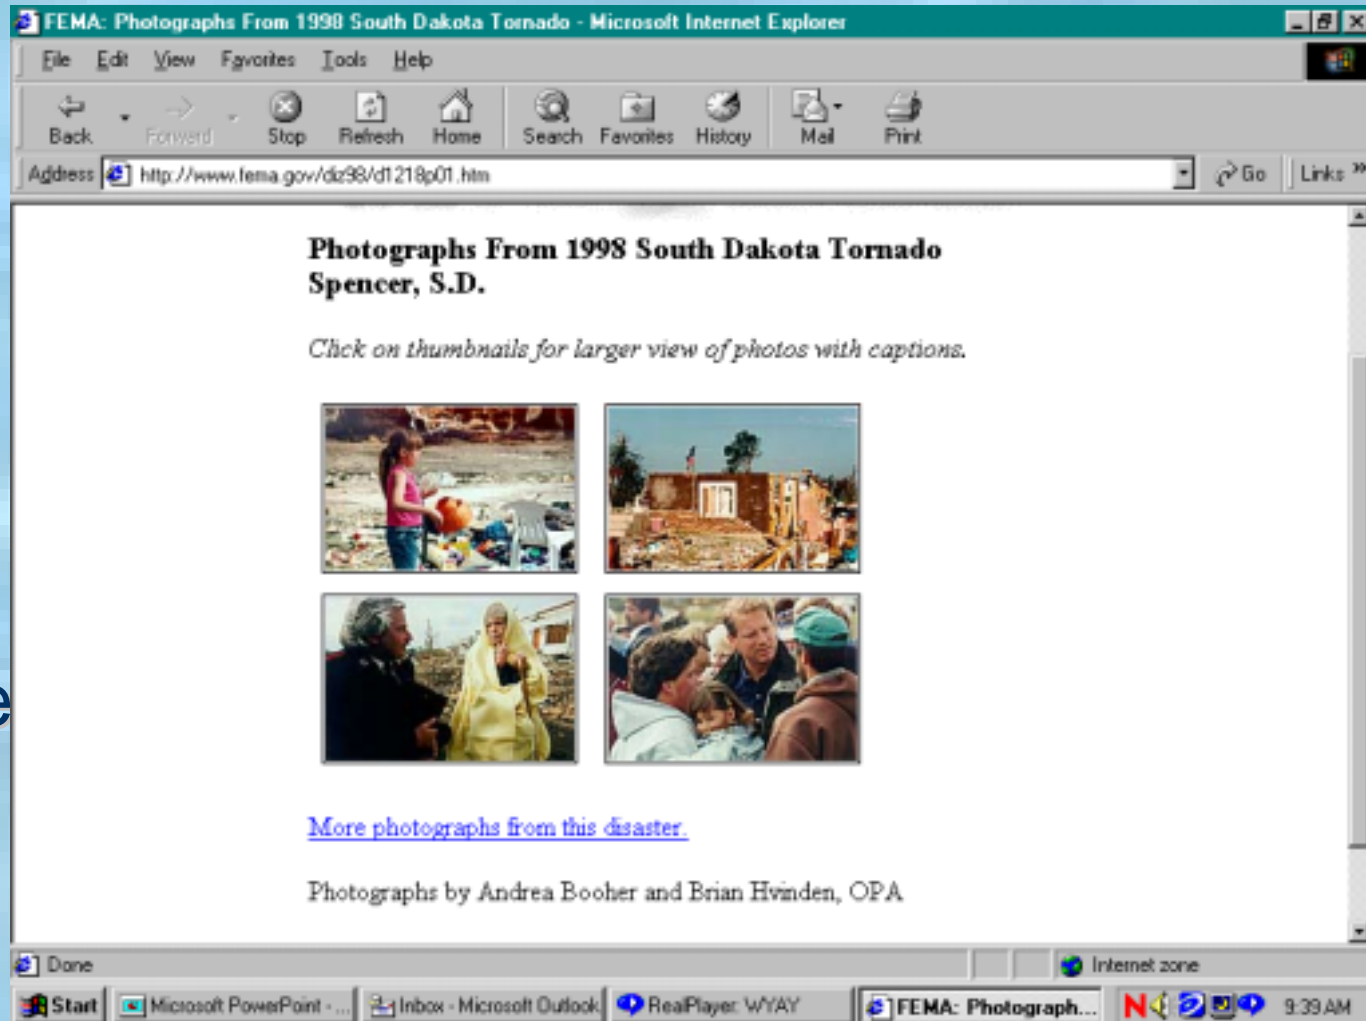 FEMA: Photographs From 1998 South Dakota Tornado - Microsoft Internet Explorer
File Edit View Favorites Tools Help
Back Forward Stop Refresh Home Search Favorites History Mail Print
Address http://www.fema.gov/diz98/d1218p01.htm Go Links »
Photographs From 1998 South Dakota Tornado
Spencer, S.D.
Click on thumbnails for larger view of photos with captions.
e
More photographs from this disaster.
Photographs by Andrea Booher and Brian Hvinden, OPA
Done Internet zone
Start Microsoft PowerPoint - ... Inbox - Microsoft Outlook RealPlayer: WYAY FEMA: Photograph... N 9:39 AM